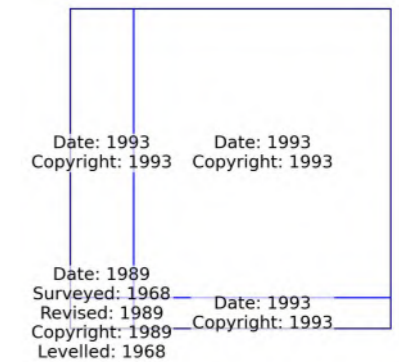 Date: 1993
Copyright: 1993
Date: 1993
Copyright: 1993
Date: 1989
Surveyed: 1968
Revised: 1989
Copyright: 1989
Levelled: 1968
Date: 1993
Copyright: 1993